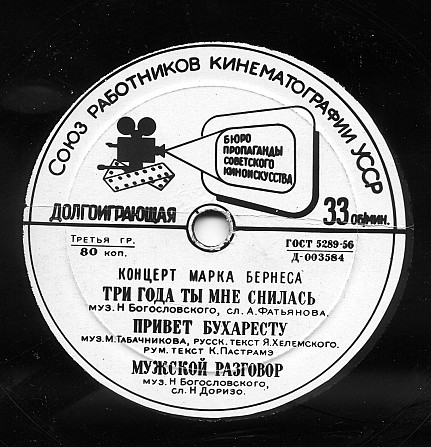 СОЮЗ РАБОТНИКОВ КИНЕМАТОГРАФИИ УССР
БЮРО
ПРОПАГАНДЫ
СОВЕТСКОГО
КИНОИСКУССТВА
ДОЛГОИГРАЮЩАЯ
33 об/мин.
Третья гр.
80 коп.
ГОСТ 5289-56
Д-003584
КОНЦЕРТ МАРКА БЕРНЕСА
ТРИ ГОДА ТЫ МНЕ СНИЛАСЬ
муз. Н Богословского, сл. А.Фатьянова.
ПРИВЕТ БУХАРЕСТУ
муз.М.Табачникова, русск. текст Я.Хелемского.
рум. текст К.Пастрамэ
МУЖСКОЙ РАЗГОВОР
муз. Н Богословского,
сл. Н Доризо.